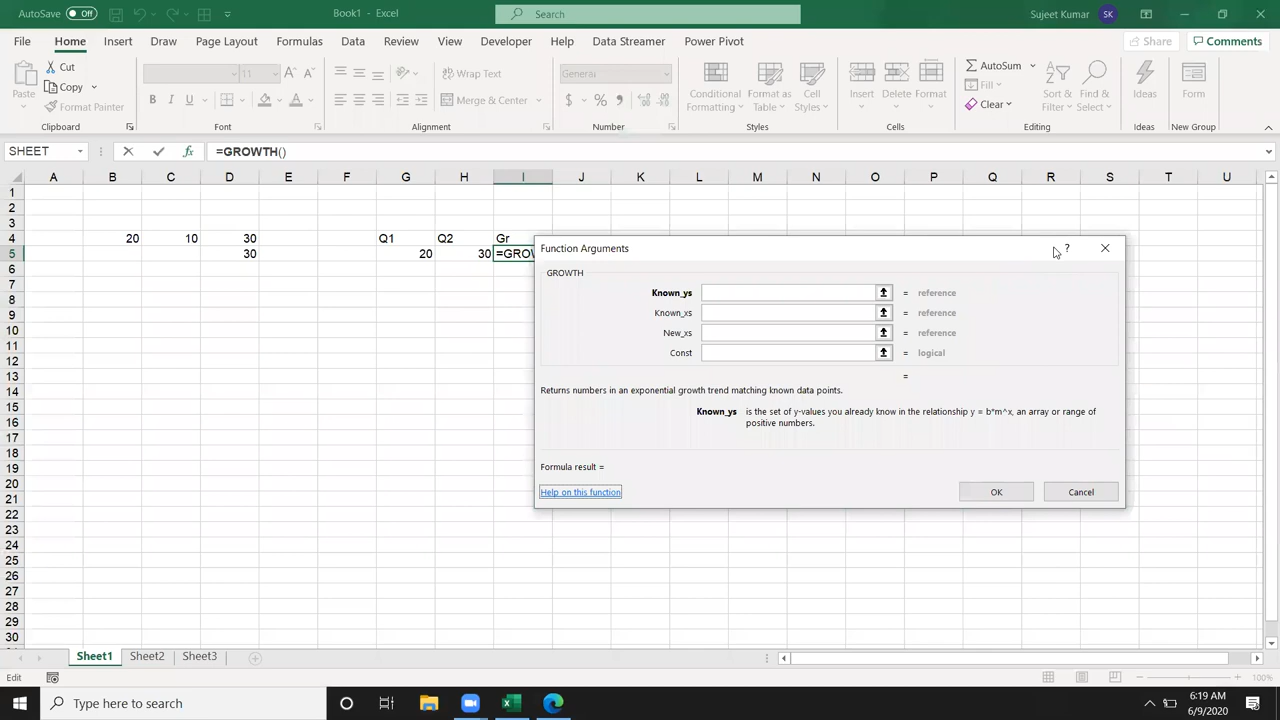 AutoSave Off Book1 - Excel Search Sujeet Kumar SK
File Home Insert Draw Page Layout Formulas Data Review View Developer Help Data Streamer Power Pivot Share Comments
Paste Cut Copy Format Painter
Clipboard
11 A A B I U A
Font
Wrap Text Merge & Center
Alignment
General $ % ,
Number
Conditional Formatting Format as Table Cell Styles
Styles
Insert Delete Format
Cells
AutoSum Fill Clear Sort & Filter Find & Select
Editing
Ideas
Ideas
Form
New Group
SHEET fx =GROWTH()
A B C D E F G H I J K L M N O P Q R S T U
1
2
3
4 20 10 30 Q1 Q2 Gr
5 30 20 30 =GROW
6
7
8
9
10
11
12
13
14
15
16
17
18
19
20
21
22
23
24
25
26
27
28
29
30
Function Arguments ?
GROWTH
Known_ys = reference
Known_xs = reference
New_xs = reference
Const = logical
=
Returns numbers in an exponential growth trend matching known data points.
Known_ys is the set of y-values you already know in the relationship y = b*m^x, an array or range of
positive numbers.
Formula result =
Help on this function OK Cancel
Sheet1 Sheet2 Sheet3
Edit 100%
Type here to search 6:19 AM
6/9/2020